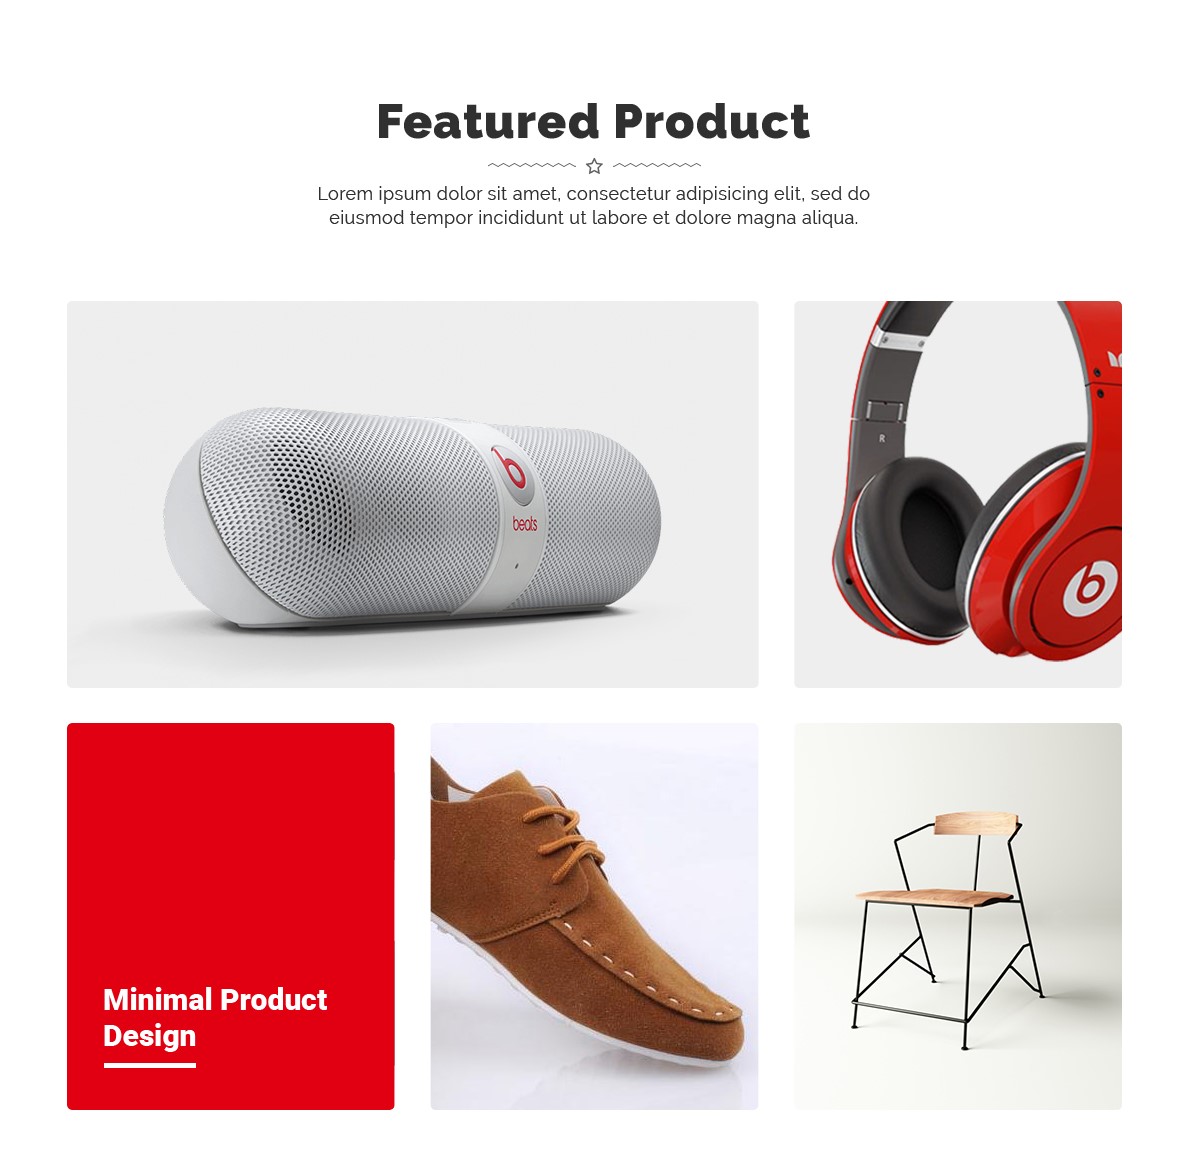 Featured Product
Lorem ipsum dolor sit amet, consectetur adipisicing elit, sed do
eiusmod tempor incididunt ut labore et dolore magna aliqua.
b
beats
R
b
Minimal Product
Design